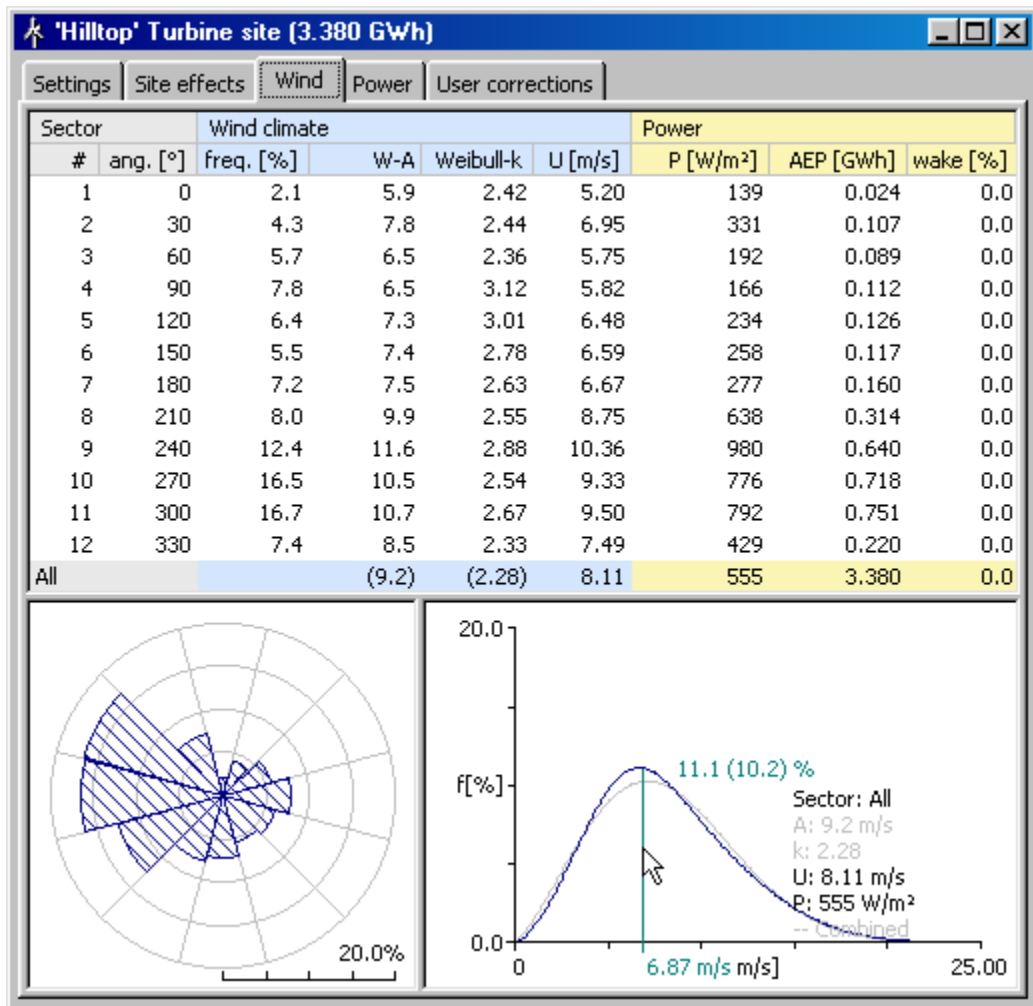 'Hilltop' Turbine site (3.380 GWh)
Settings Site effects Wind Power User corrections
Sector Wind climate Power
# ang. [°] freq. [%] W-A Weibull-k U [m/s] P [W/m²] AEP [GWh] wake [%]
1 0 2.1 5.9 2.42 5.20 139 0.024 0.0
2 30 4.3 7.8 2.44 6.95 331 0.107 0.0
3 60 5.7 6.5 2.36 5.75 192 0.089 0.0
4 90 7.8 6.5 3.12 5.82 166 0.112 0.0
5 120 6.4 7.3 3.01 6.48 234 0.126 0.0
6 150 5.5 7.4 2.78 6.59 258 0.117 0.0
7 180 7.2 7.5 2.63 6.67 277 0.160 0.0
8 210 8.0 9.9 2.55 8.75 638 0.314 0.0
9 240 12.4 11.6 2.88 10.36 980 0.640 0.0
10 270 16.5 10.5 2.54 9.33 776 0.718 0.0
11 300 16.7 10.7 2.67 9.50 792 0.751 0.0
12 330 7.4 8.5 2.33 7.49 429 0.220 0.0
All (9.2) (2.28) 8.11 555 3.380 0.0
20.0%
20.0
f[%]
11.1 (10.2) %
Sector: All
A: 9.2 m/s
k: 2.28
U: 8.11 m/s
P: 555 W/m²
-- Combined
0.0
0 6.87 m/s m/s] 25.00